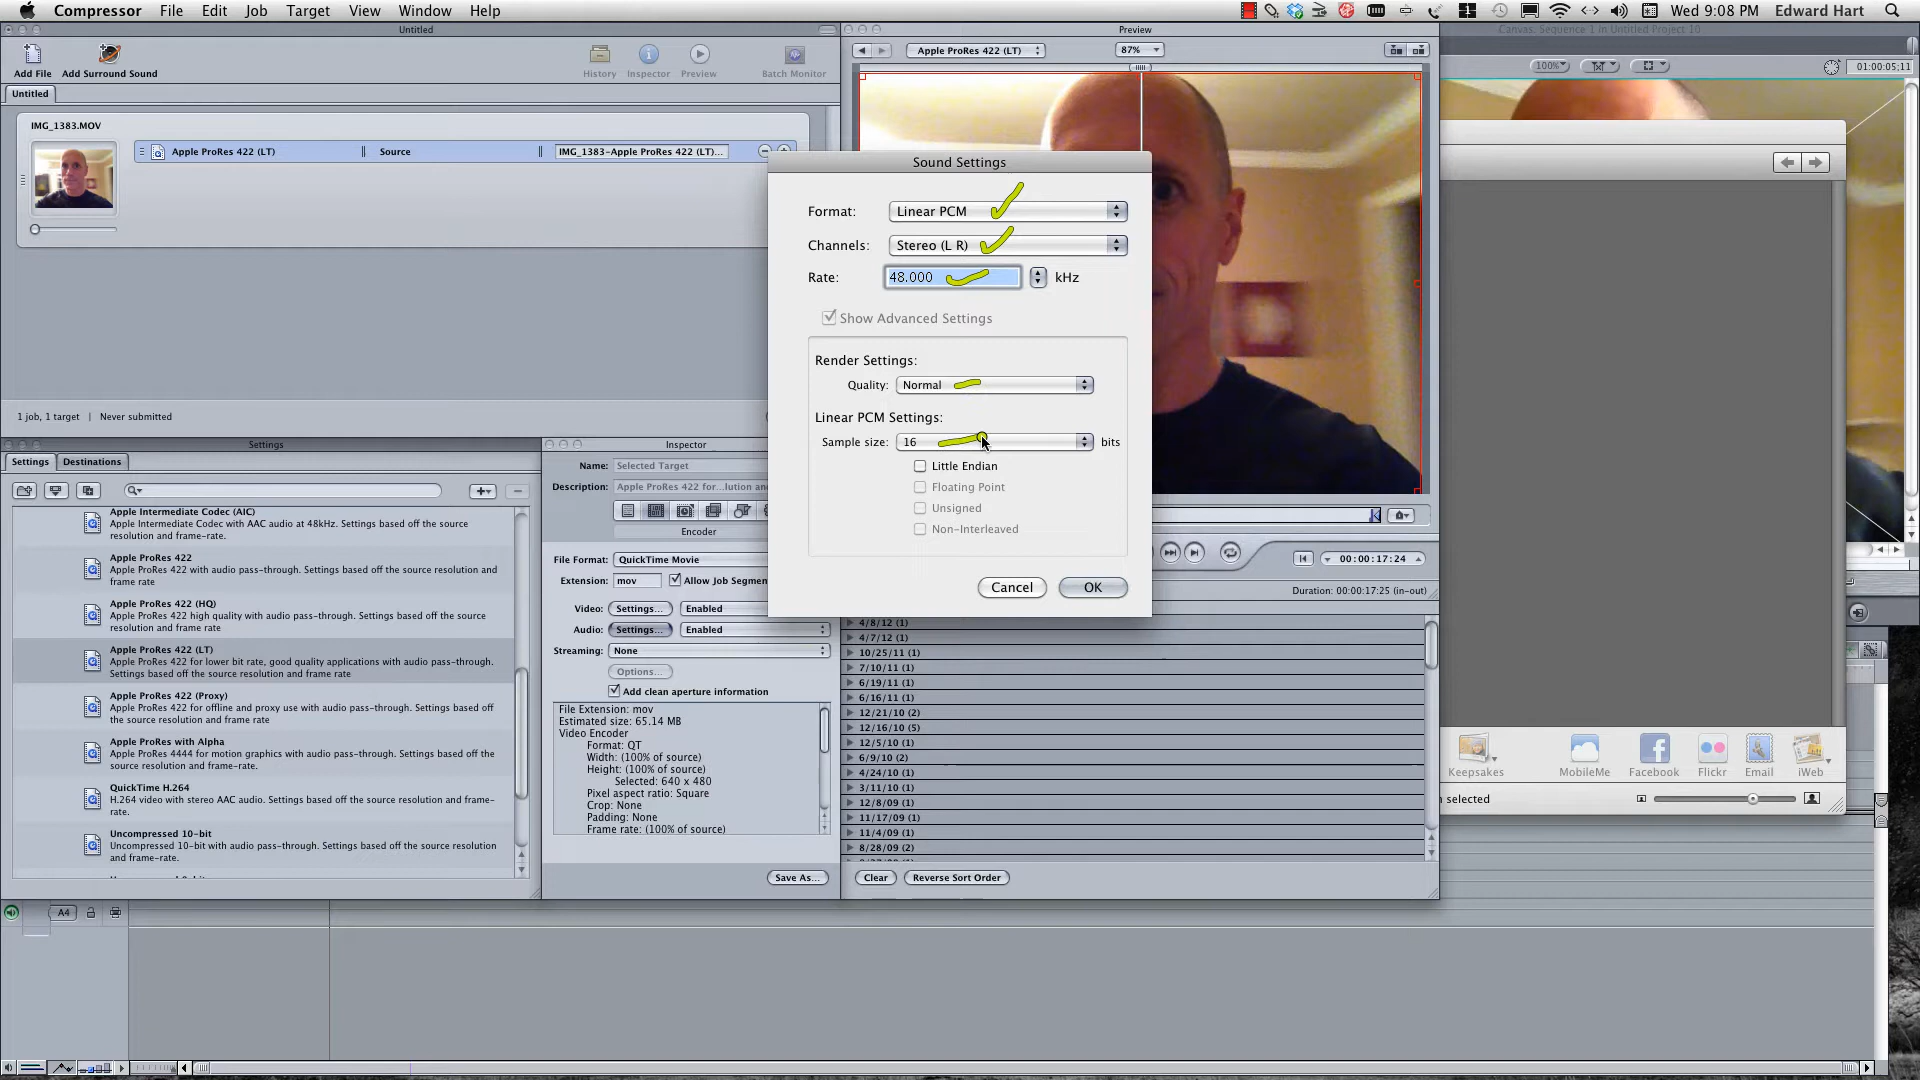 Compressor File Edit Job Target View Window Help
Wed 9:08 PM Edward Hart
Untitled
Add File Add Surround Sound
History Inspector Preview Batch Monitor
Untitled
IMG_1383.MOV
Apple ProRes 422 (LT) Source IMG_1383-Apple ProRes 422 (LT)...
1 job, 1 target | Never submitted
Preview
Apple ProRes 422 (LT) 87%
Canvas: Sequence 1 in Untitled Project 10
100% 01:00:05;11
Sound Settings
Format: Linear PCM
Channels: Stereo (L R)
Rate: 48.000 kHz
Show Advanced Settings
Render Settings:
Quality: Normal
Linear PCM Settings:
Sample size: 16 bits
Little Endian
Floating Point
Unsigned
Non-Interleaved
Cancel OK
00:00:17:24
Duration: 00:00:17:25 (in-out)
Settings
Settings Destinations
Apple Intermediate Codec (AIC)
Apple Intermediate Codec with AAC audio at 48kHz. Settings based off the source
resolution and frame-rate.
Apple ProRes 422
Apple ProRes 422 with audio pass-through. Settings based off the source resolution and
frame rate
Apple ProRes 422 (HQ)
Apple ProRes 422 high quality with audio pass-through. Settings based off the source
resolution and frame rate
Apple ProRes 422 (LT)
Apple ProRes 422 for lower bit rate, good quality applications with audio pass-through.
Settings based off the source resolution and frame rate
Apple ProRes 422 (Proxy)
Apple ProRes 422 for offline and proxy use with audio pass-through. Settings based off
the source resolution and frame rate
Apple ProRes with Alpha
Apple ProRes 4444 for motion graphics with audio pass-through. Settings based off the
source resolution and frame rate.
QuickTime H.264
H.264 video with stereo AAC audio. Settings based off the source resolution and frame-
rate.
Uncompressed 10-bit
Uncompressed 10-bit with audio pass-through. Settings based off the source resolution
and frame-rate.
Inspector
Name: Selected Target
Description: Apple ProRes 422 for...lution and
Encoder
File Format: QuickTime Movie
Extension: mov Allow Job Segmen
Video: Settings... Enabled
Audio: Settings... Enabled
Streaming: None
Options...
Add clean aperture information
File Extension: mov
Estimated size: 65.14 MB
Video Encoder
Format: QT
Width: (100% of source)
Height: (100% of source)
Selected: 640 x 480
Pixel aspect ratio: Square
Crop: None
Padding: None
Frame rate: (100% of source)
Save As...
4/8/12 (1)
4/7/12 (1)
10/25/11 (1)
7/10/11 (1)
6/19/11 (1)
6/16/11 (1)
12/21/10 (2)
12/16/10 (5)
12/5/10 (1)
6/9/10 (2)
4/24/10 (1)
3/11/10 (1)
12/8/09 (1)
11/17/09 (1)
11/4/09 (1)
8/28/09 (2)
Clear Reverse Sort Order
Keepsakes MobileMe Facebook Flickr Email iWeb
selected
A4